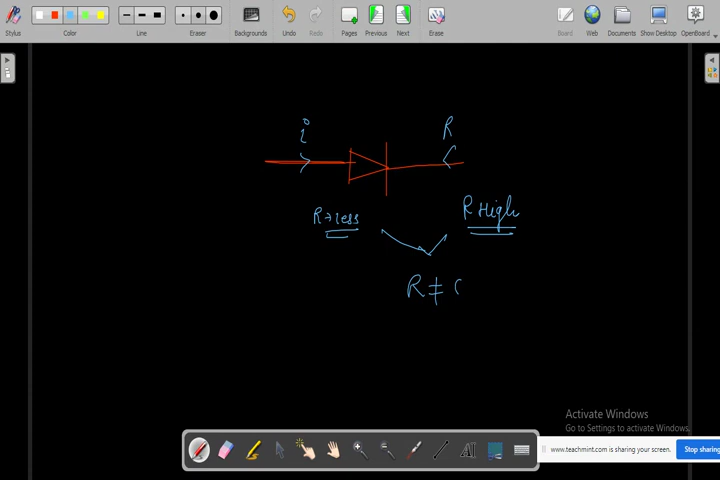 Stylus Color Line Eraser Backgrounds Undo Redo Pages Previous Next Erase Board Web Documents Show Desktop OpenBoard
i R
R→less R High
R ≠
Activate Windows
Go to Settings to activate Windows.
www.teachmint.com is sharing your screen. Stop sharing